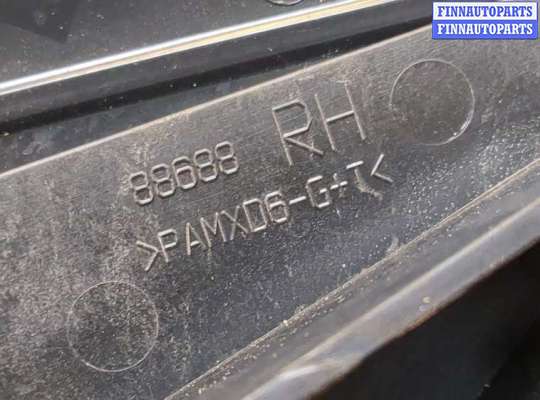 FINNAUTOPARTS
FINNAUTOPARTS
RH
88688
>PAMXD6-G+T<